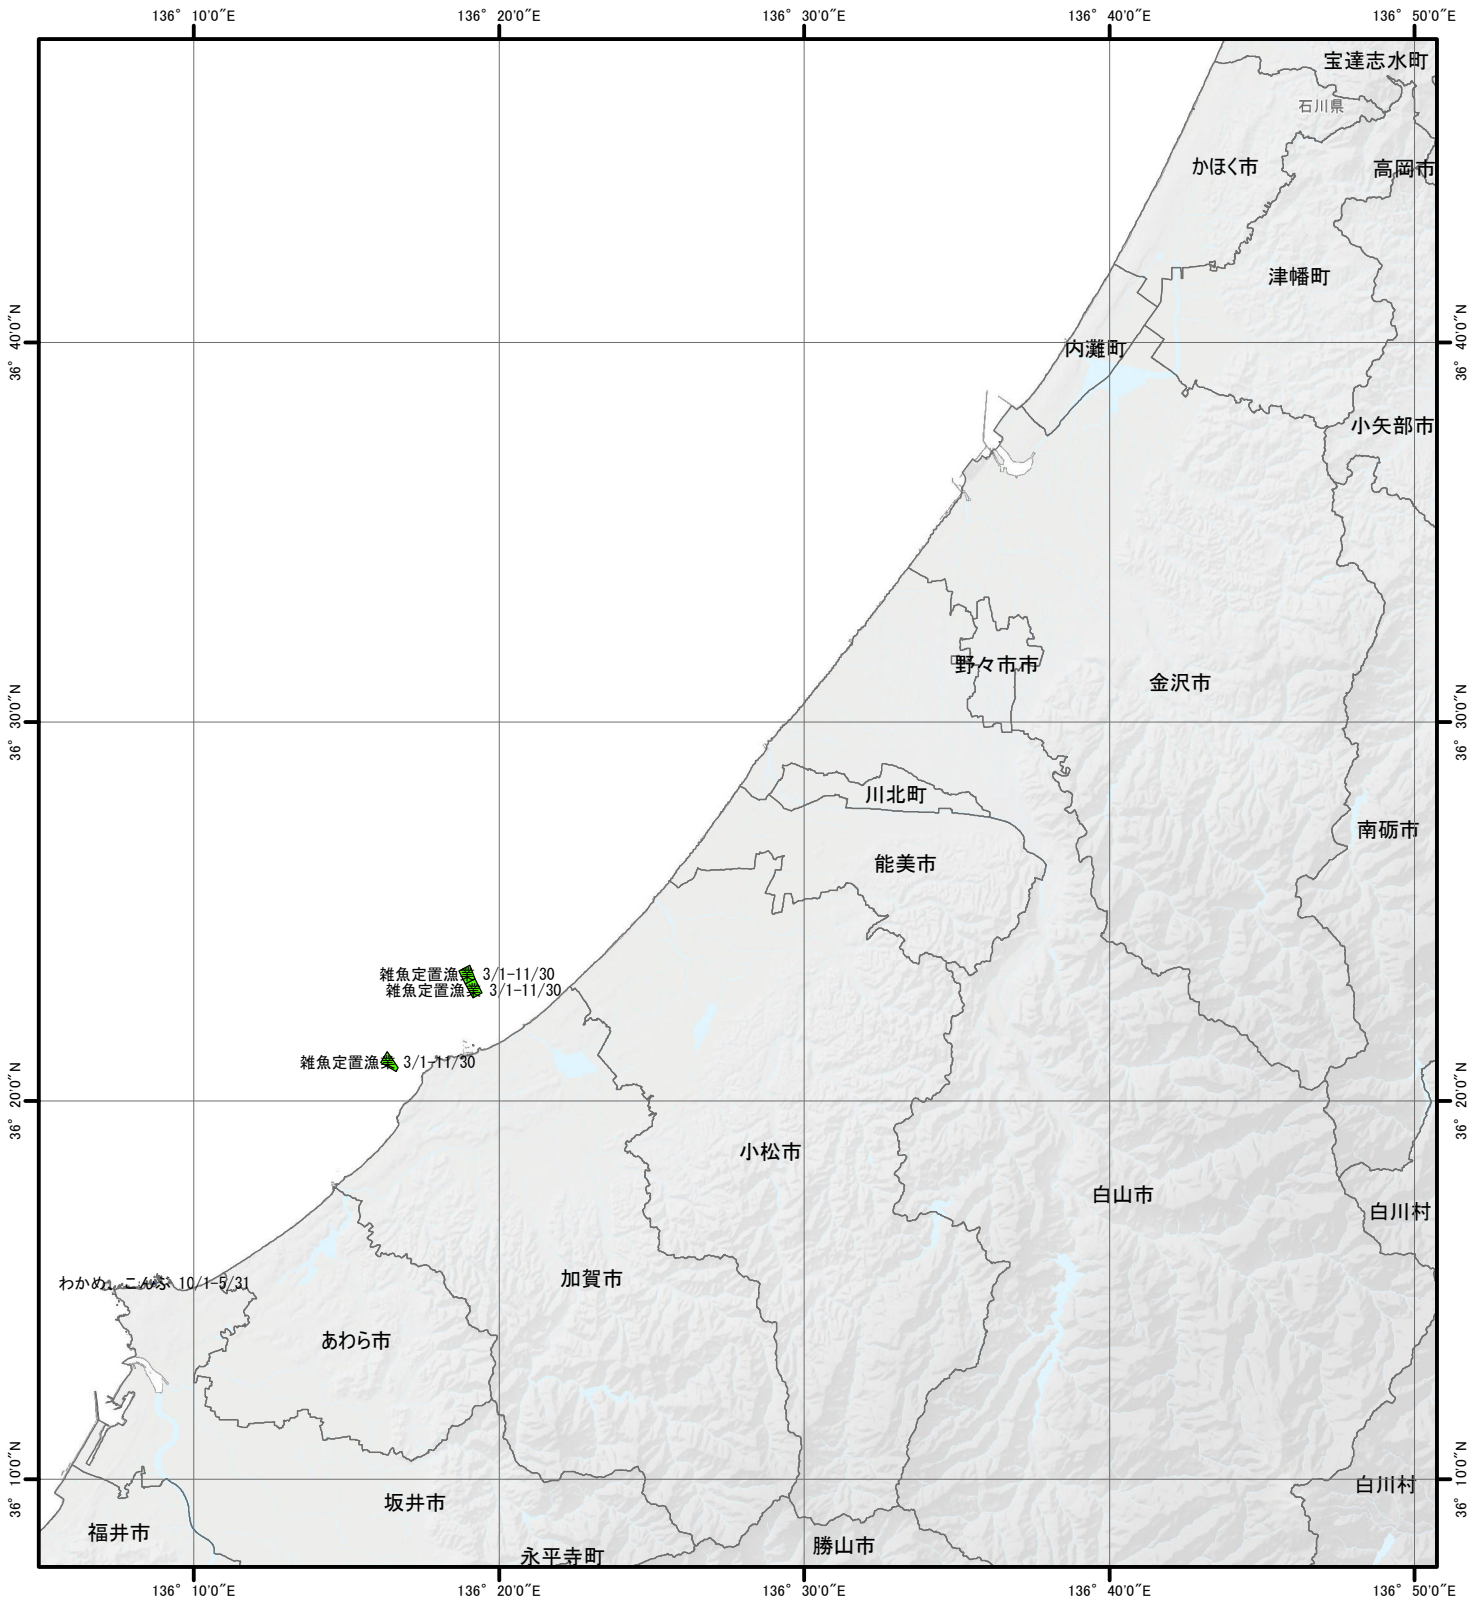 136° 10'0"E
136° 20'0"E
136° 30'0"E
136° 40'0"E
136° 50'0"E
宝達志水町
石川県
かほく市
高岡市
津幡町
36° 40'0"N
内灘町
36° 40'0"N
小矢部市
野々市市
金沢市
36° 30'0"N
36° 30'0"N
川北町
南砺市
能美市
雑魚定置漁業 3/1-11/30
雑魚定置漁業 3/1-11/30
雑魚定置漁業 3/1-11/30
36° 20'0"N
36° 20'0"N
小松市
白山市
白川村
加賀市
わかめ、こんぶ 10/1-5/31
あわら市
36° 10'0"N
36° 10'0"N
白川村
坂井市
福井市
勝山市
永平寺町
136° 10'0"E
136° 20'0"E
136° 30'0"E
136° 40'0"E
136° 50'0"E